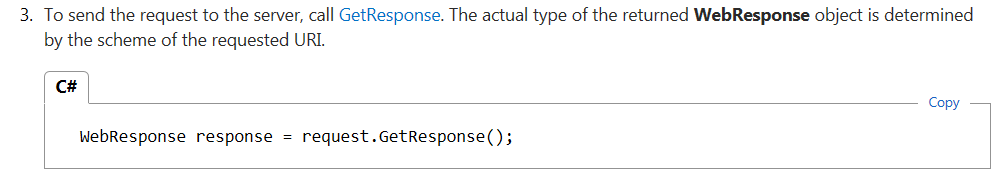 3. To send the request to the server, call GetResponse. The actual type of the returned WebResponse object is determined
by the scheme of the requested URI.
C#
Copy
WebResponse response = request.GetResponse();